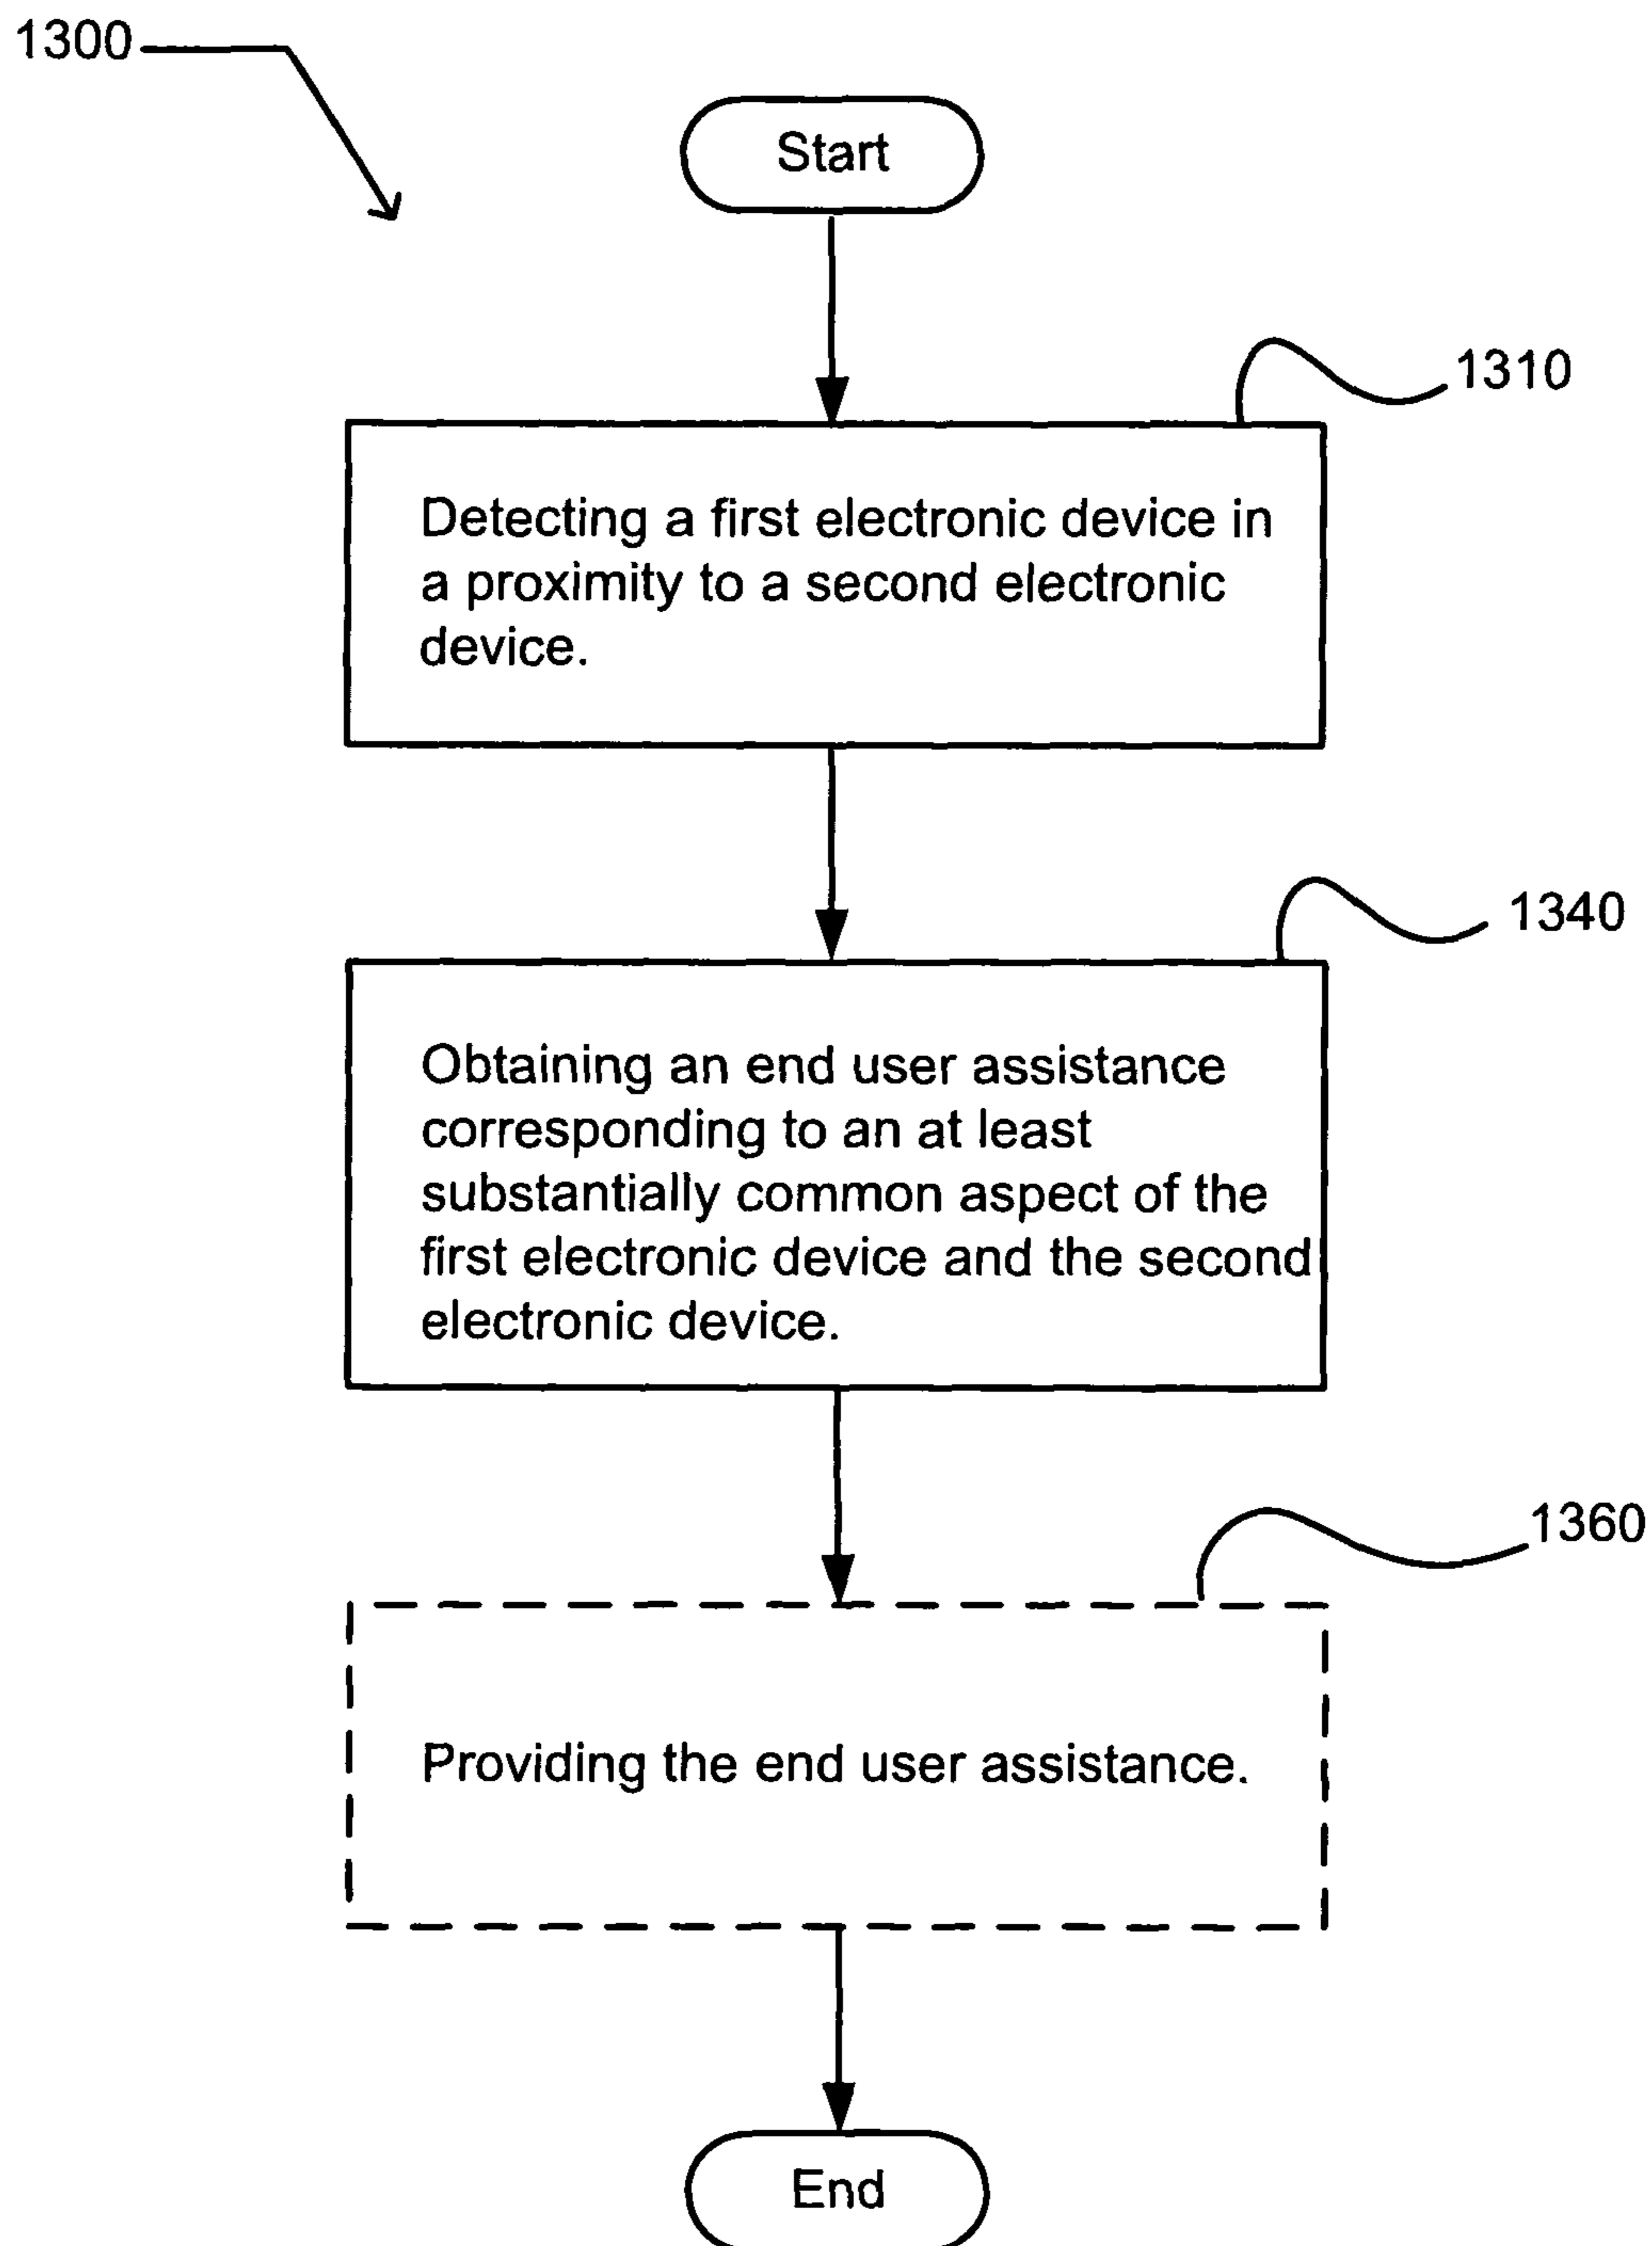 1300
Start
1310
Detecting a first electronic device in
a proximity to a second electronic
device.
1340
Obtaining an end user assistance
corresponding to an at least
substantially common aspect of the
first electronic device and the second
electronic device.
1360
Providing the end user assistance.
End